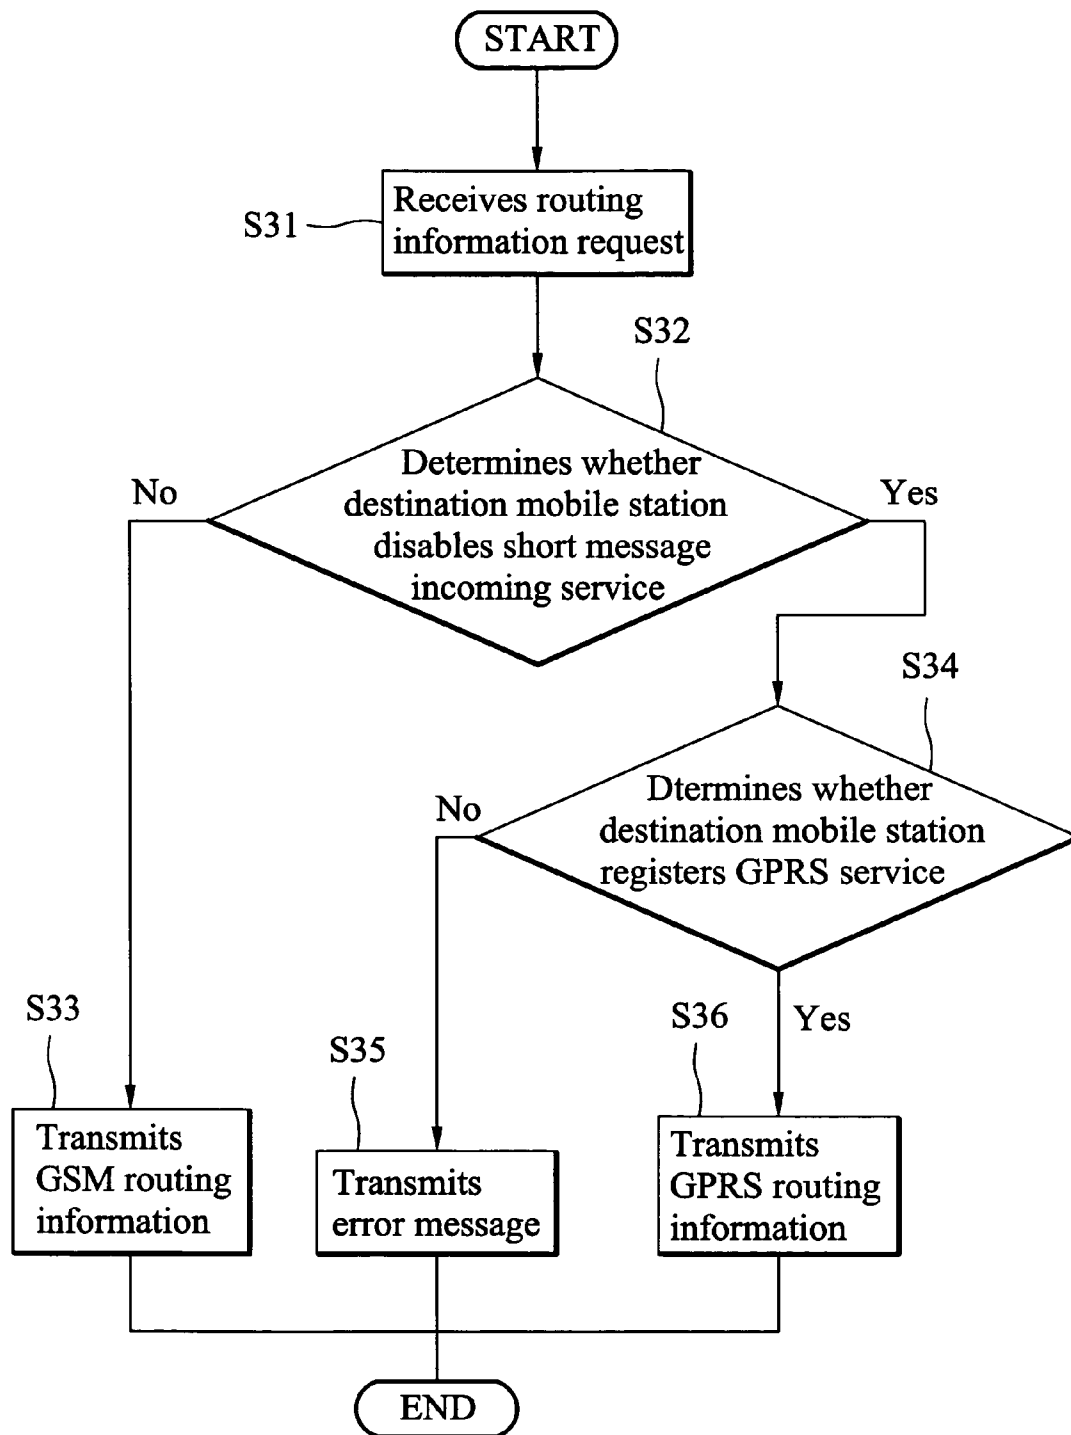 START
S31
Receives routing
information request
S32
Determines whether
destination mobile station
disables short message
incoming service
No
Yes
S34
Dtermines whether
destination mobile station
registers GPRS service
No
Yes
S33
Transmits
GSM routing
information
S35
Transmits
error message
S36
Transmits
GPRS routing
information
END